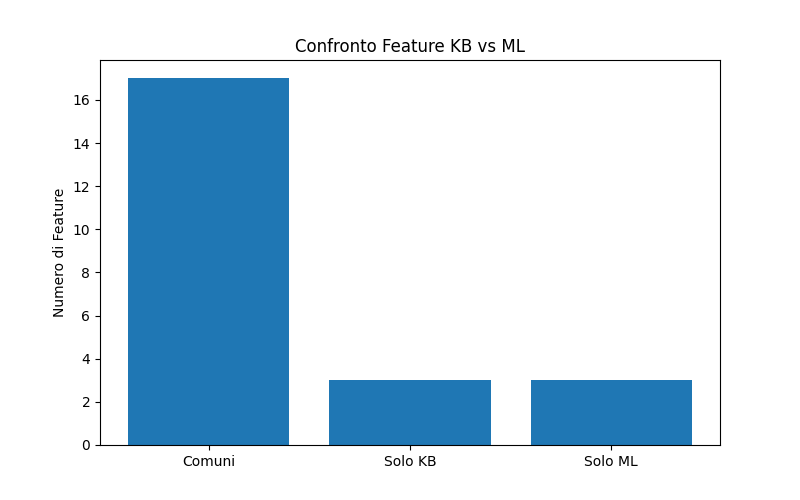 Confronto Feature KB vs ML
Numero di Feature
16
14
12
10
8
6
4
2
0
Comuni
Solo KB
Solo ML